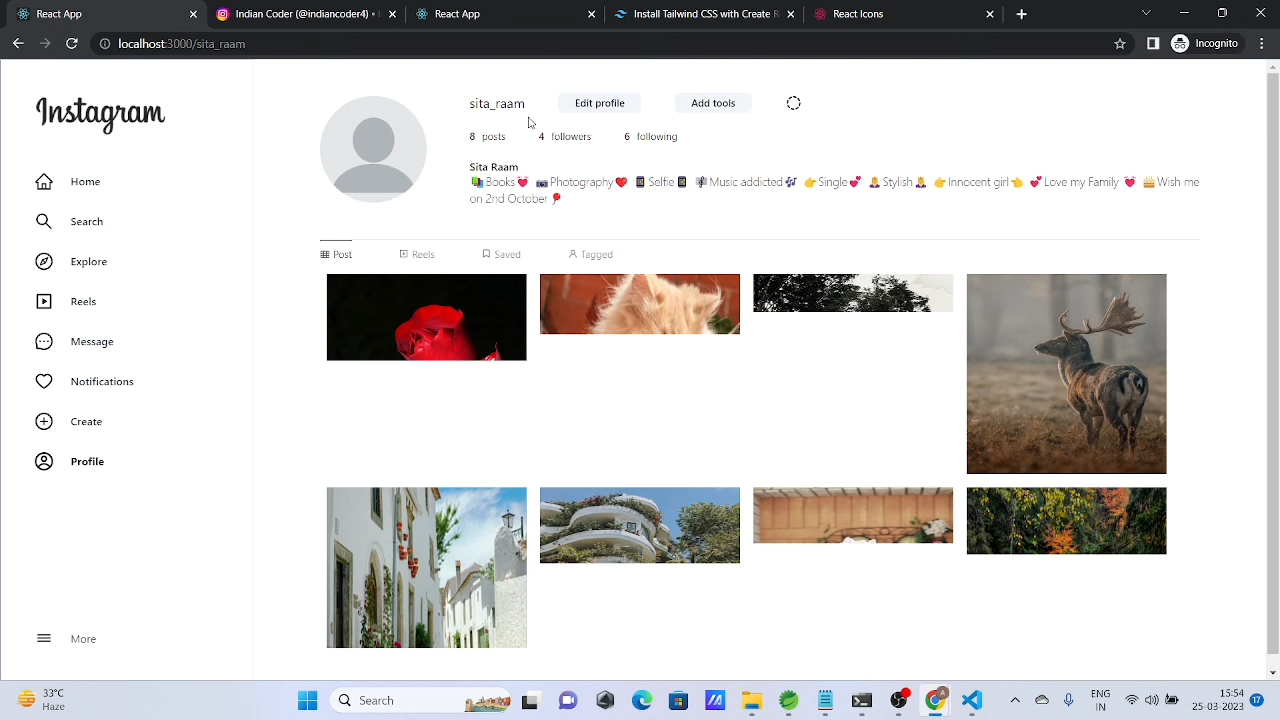 React App
Indian Coder (@indiancoder4) •
React App
Install Tailwind CSS with Create R
React App
localhost:3000/sita_raam
Incognito
Instagram
sita_raam Edit profile Add tools
8 posts 4 followers 6 following
Sita Raam
📚Books💕 📷Photography❤️ 📱Selfie📱 🎼Music addicted🎶 👉Single💕 👸Stylish👸 👉Innocent girl👈 💕Love my Family 💕 🎂Wish me
on 2nd October 🎈
Home
Search
Explore
Reels
Message
Notifications
Create
Profile
More
Post Reels Saved Tagged
33°C
Haze
Search
A
ENG
IN
13:54
25-03-2023
17